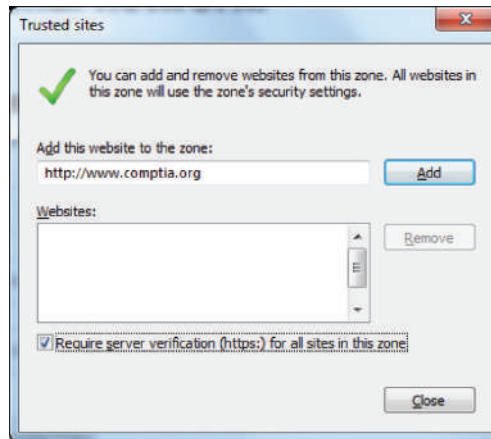 Trusted sites
You can add and remove websites from this zone. All websites in
this zone will use the zone's security settings.
Add this website to the zone:
http://www.comptia.org
Add
Websites:
Remove
Require server verification (https:) for all sites in this zone
Close